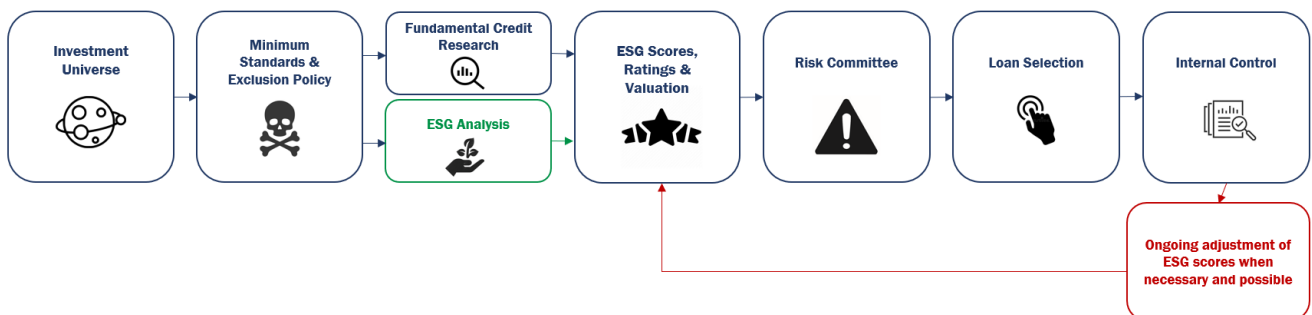 Investment
Universe
Minimum
Standards &
Exclusion Policy
Fundamental Credit
Research
ESG Analysis
ESG Scores,
Ratings &
Valuation
Risk Committee
Loan Selection
Internal Control
Ongoing adjustment of
ESG scores when
necessary and possible